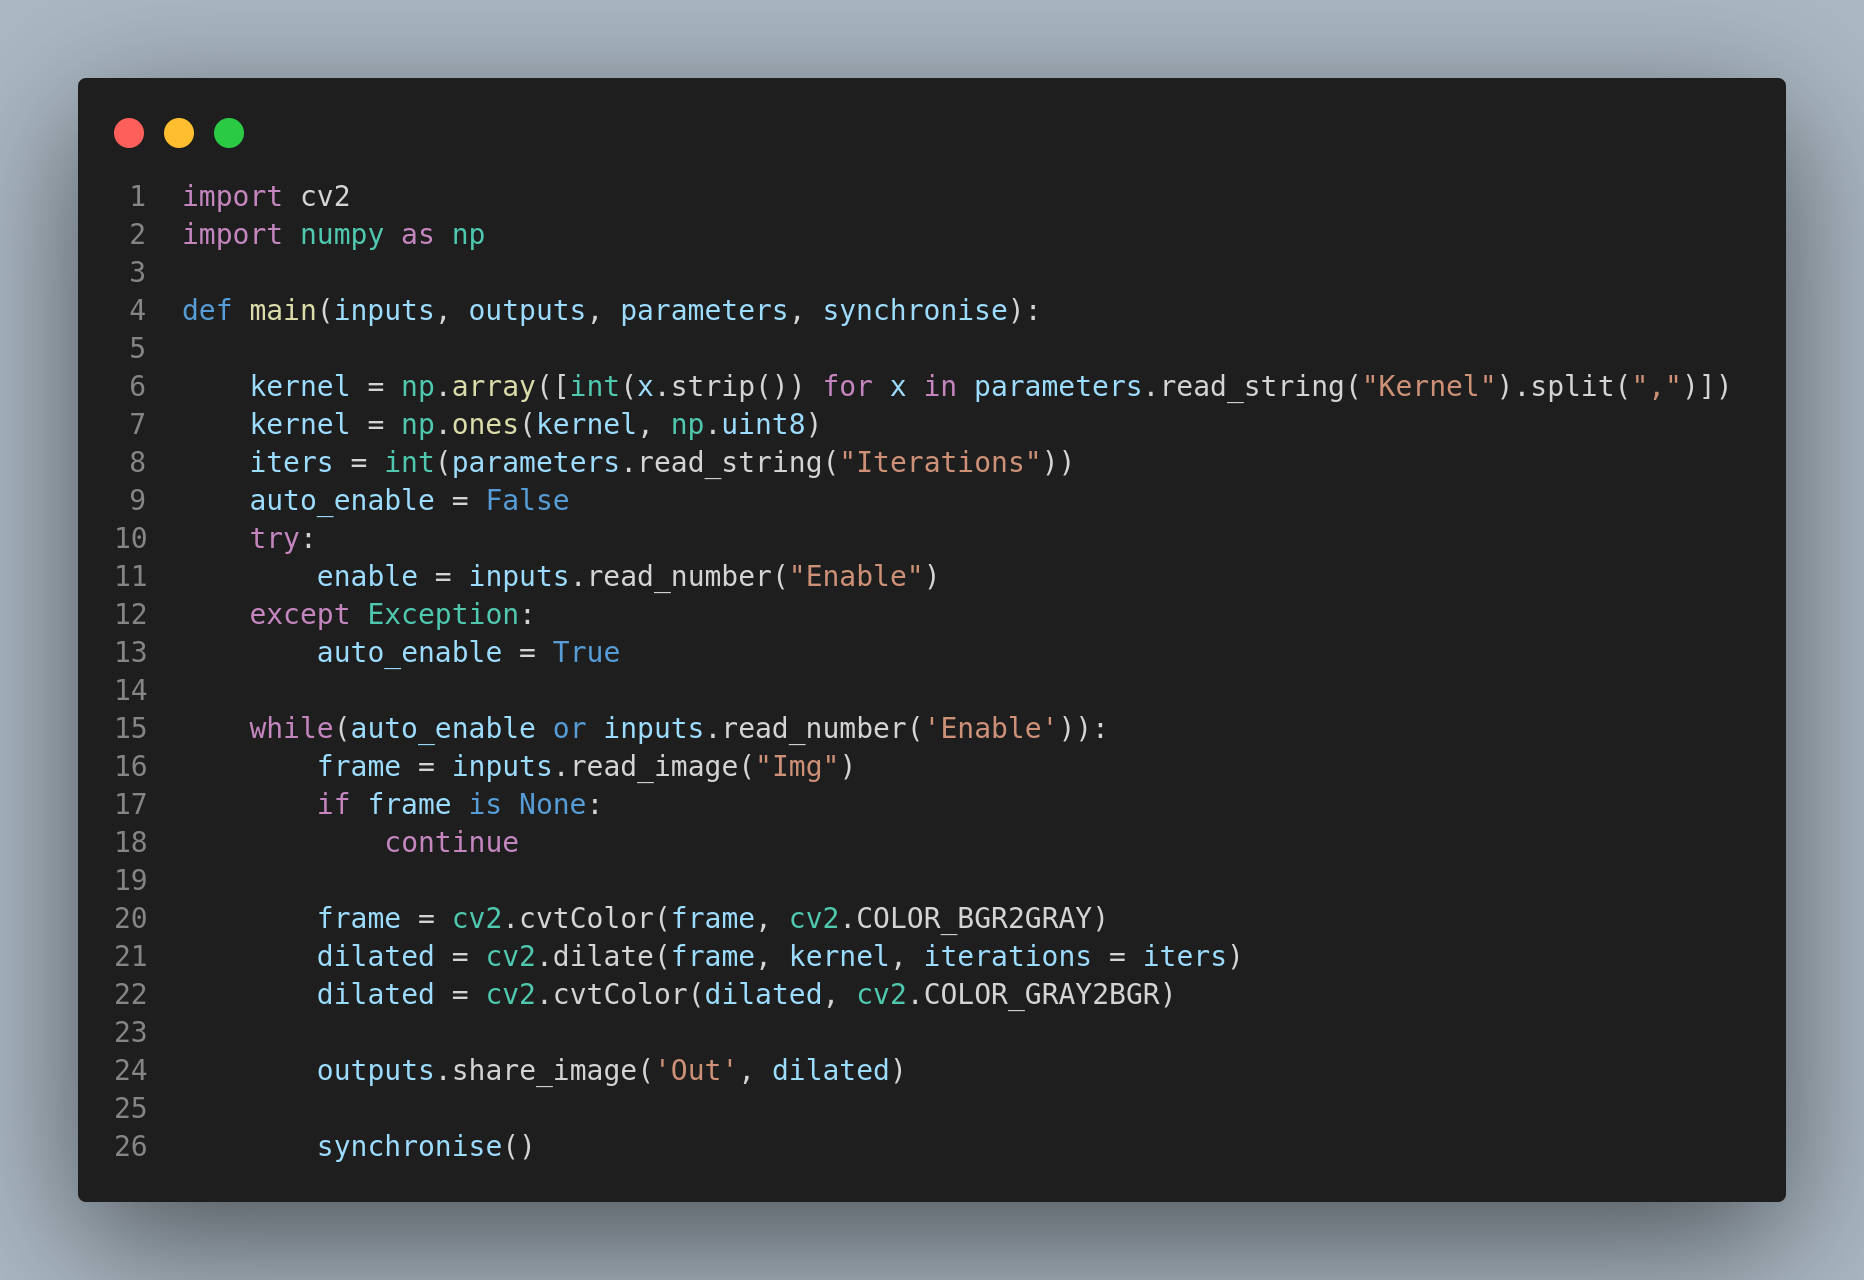 1 import cv2
2 import numpy as np
3
4 def main(inputs, outputs, parameters, synchronise):
5
6     kernel = np.array([int(x.strip()) for x in parameters.read_string("Kernel").split(",")])
7     kernel = np.ones(kernel, np.uint8)
8     iters = int(parameters.read_string("Iterations"))
9     auto_enable = False
10     try:
11         enable = inputs.read_number("Enable")
12     except Exception:
13         auto_enable = True
14
15     while(auto_enable or inputs.read_number('Enable')):
16         frame = inputs.read_image("Img")
17         if frame is None:
18             continue
19
20         frame = cv2.cvtColor(frame, cv2.COLOR_BGR2GRAY)
21         dilated = cv2.dilate(frame, kernel, iterations = iters)
22         dilated = cv2.cvtColor(dilated, cv2.COLOR_GRAY2BGR)
23
24         outputs.share_image('Out', dilated)
25
26         synchronise()